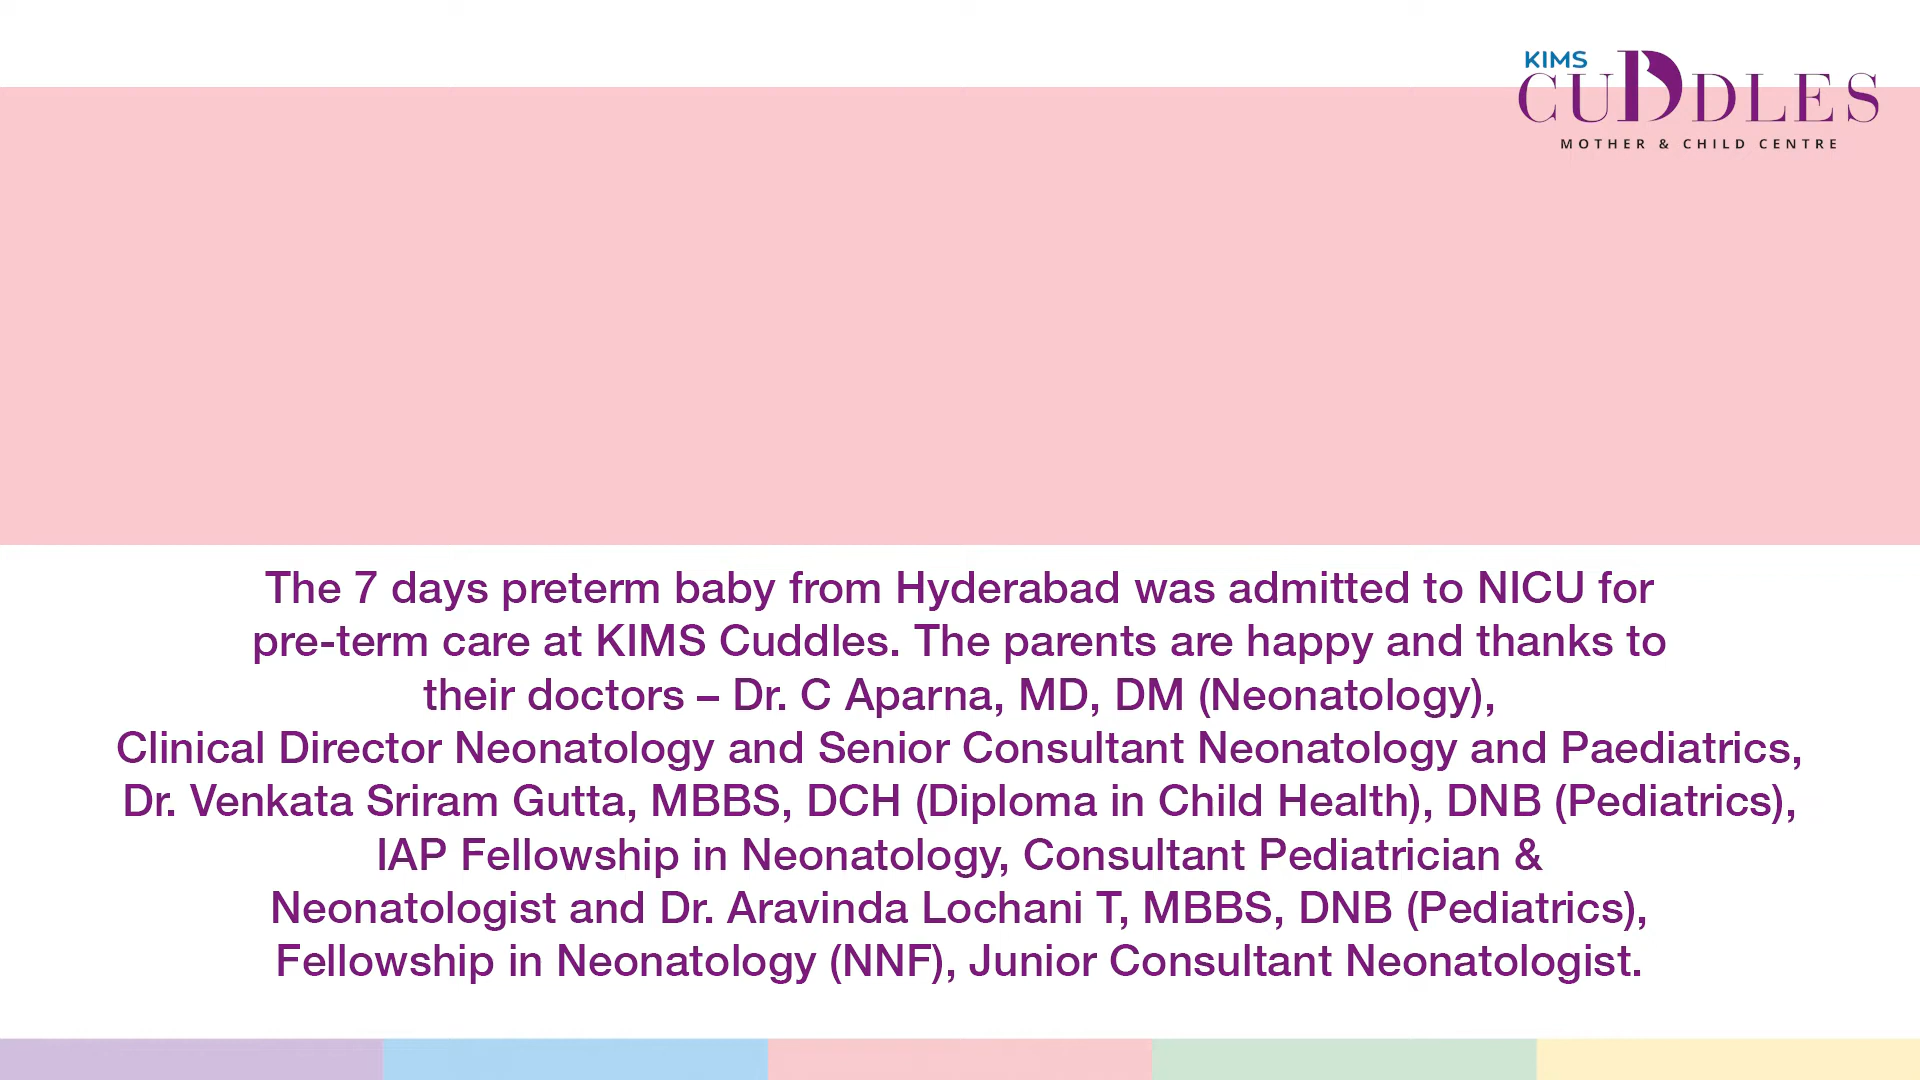 KIMS
CUDDLES
MOTHER & CHILD CENTRE
The 7 days preterm baby from Hyderabad was admitted to NICU for
pre-term care at KIMS Cuddles. The parents are happy and thanks to
their doctors – Dr. C Aparna, MD, DM (Neonatology),
Clinical Director Neonatology and Senior Consultant Neonatology and Paediatrics,
Dr. Venkata Sriram Gutta, MBBS, DCH (Diploma in Child Health), DNB (Pediatrics),
IAP Fellowship in Neonatology, Consultant Pediatrician &
Neonatologist and Dr. Aravinda Lochani T, MBBS, DNB (Pediatrics),
Fellowship in Neonatology (NNF), Junior Consultant Neonatologist.